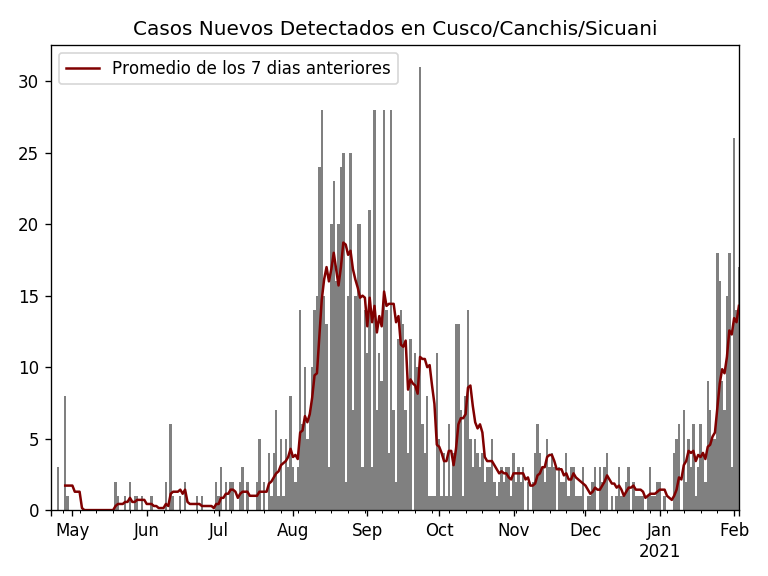 Casos Nuevos Detectados en Cusco/Canchis/Sicuani
Promedio de los 7 dias anteriores
30
25
20
15
10
5
0
May Jun Jul Aug Sep Oct Nov Dec Jan Feb
2021